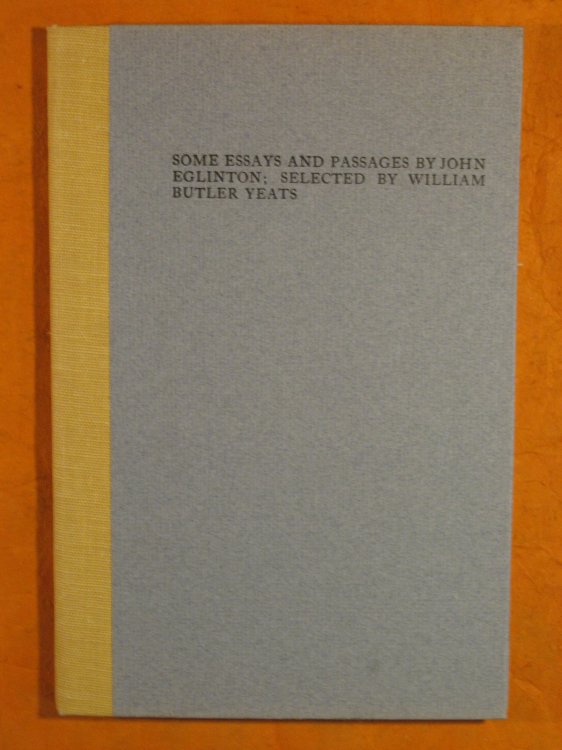 SOME ESSAYS AND PASSAGES BY JOHN
EGLINTON; SELECTED BY WILLIAM
BUTLER YEATS